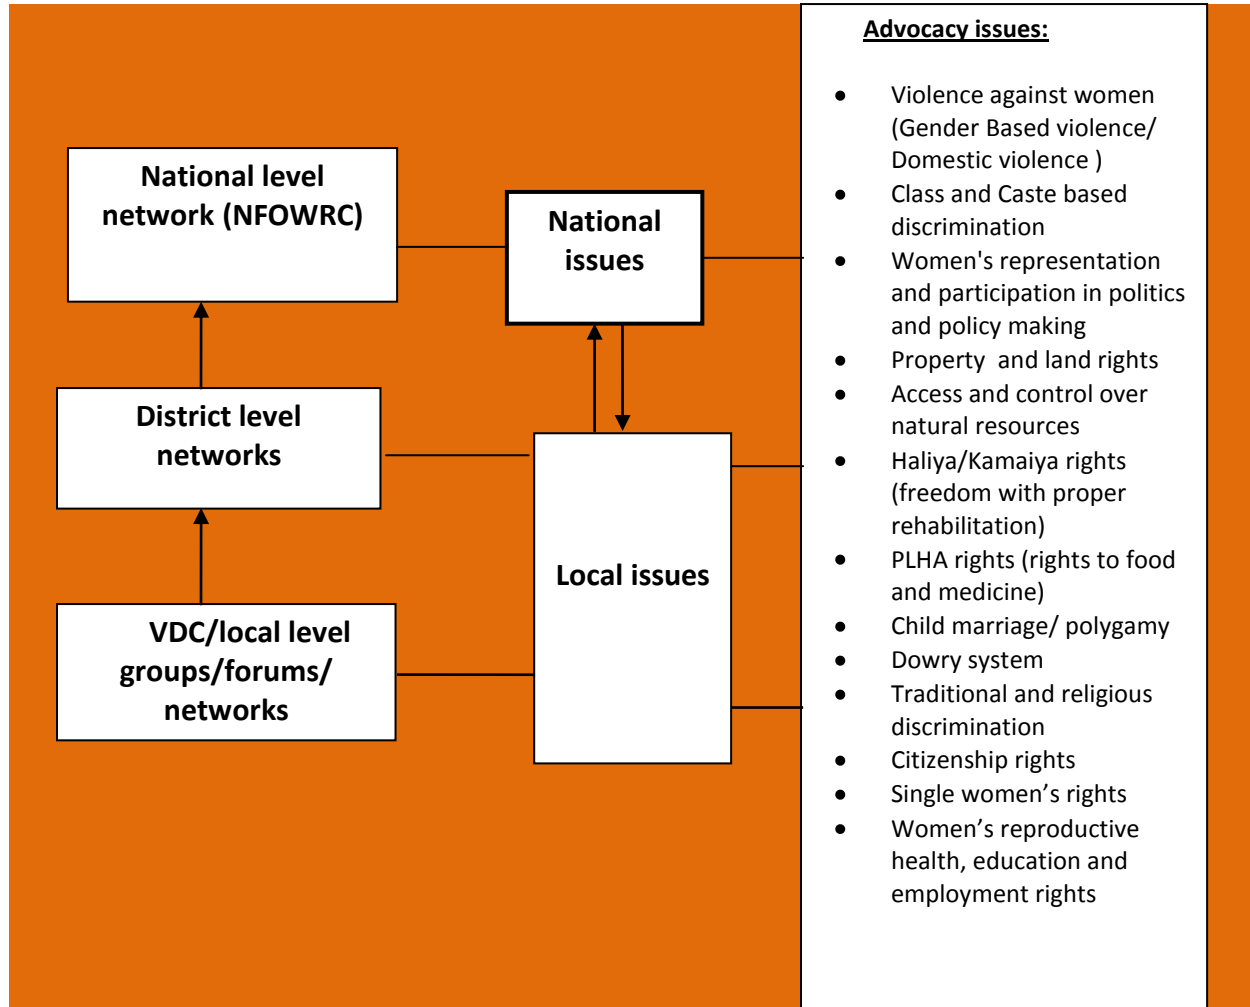 National level
network (NFOWRC)
District level
networks
VDC/local level
groups/forums/
networks
National
issues
Local issues
Advocacy issues:
● Violence against women
(Gender Based violence/
Domestic violence )
● Class and Caste based
discrimination
● Women's representation
and participation in politics
and policy making
● Property and land rights
● Access and control over
natural resources
● Haliya/Kamaiya rights
(freedom with proper
rehabilitation)
● PLHA rights (rights to food
and medicine)
● Child marriage/ polygamy
● Dowry system
● Traditional and religious
discrimination
● Citizenship rights
● Single women’s rights
● Women’s reproductive
health, education and
employment rights